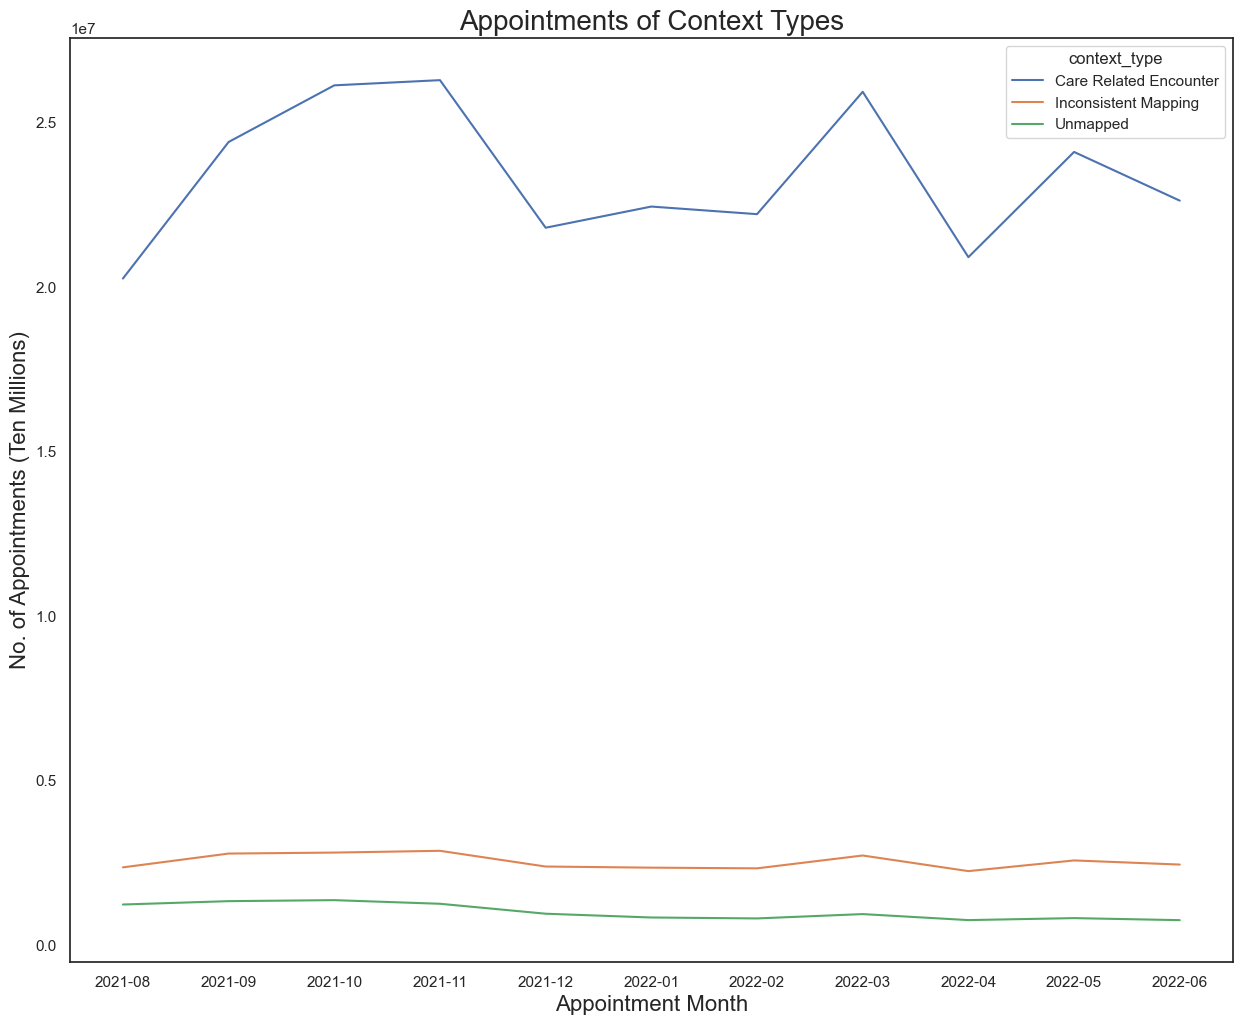 Appointments of Context Types
1e7
context_type
Care Related Encounter
Inconsistent Mapping
Unmapped
2.5
2.0
1.5
1.0
0.5
0.0
No. of Appointments (Ten Millions)
2021-08 2021-09 2021-10 2021-11 2021-12 2022-01 2022-02 2022-03 2022-04 2022-05 2022-06
Appointment Month